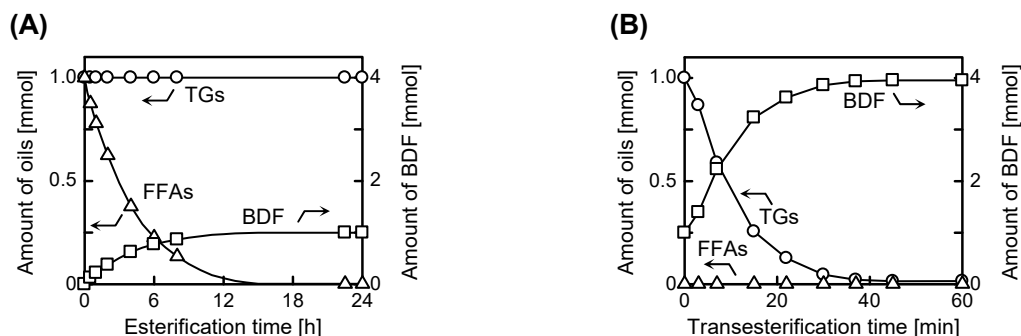 (A)
Amount of oils [mmol]
1.0
0.5
0
TGs
FFAs
BDF
4
2
0
Amount of BDF [mmol]
0 6 12 18 24
Esterification time [h]
(B)
Amount of oils [mmol]
1.0
0.5
0
BDF
TGs
FFAs
4
2
0
Amount of BDF [mmol]
0 20 40 60
Transesterification time [min]